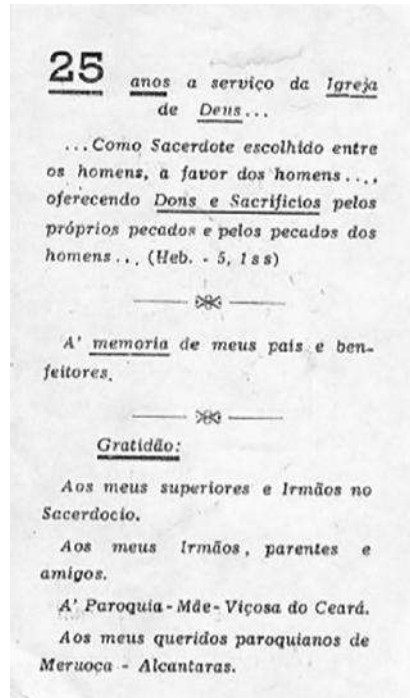 25 anos a serviço da Igreja
de Deus...
...Como Sacerdote escolhido entre
os homens, a favor dos homens...,
oferecendo Dons e Sacrificios pelos
próprios pecados e pelos pecados dos
homens... (Heb. - 5, 1 ss)
A' memoria de meus pais e ben-
feitores.
Gratidão:
Aos meus superiores e Irmãos no
Sacerdocio.
Aos meus Irmãos, parentes e
amigos.
A' Paroquia - Mãe - Viçosa do Ceará.
Aos meus queridos paroquianos de
Meruoca - Alcantaras.